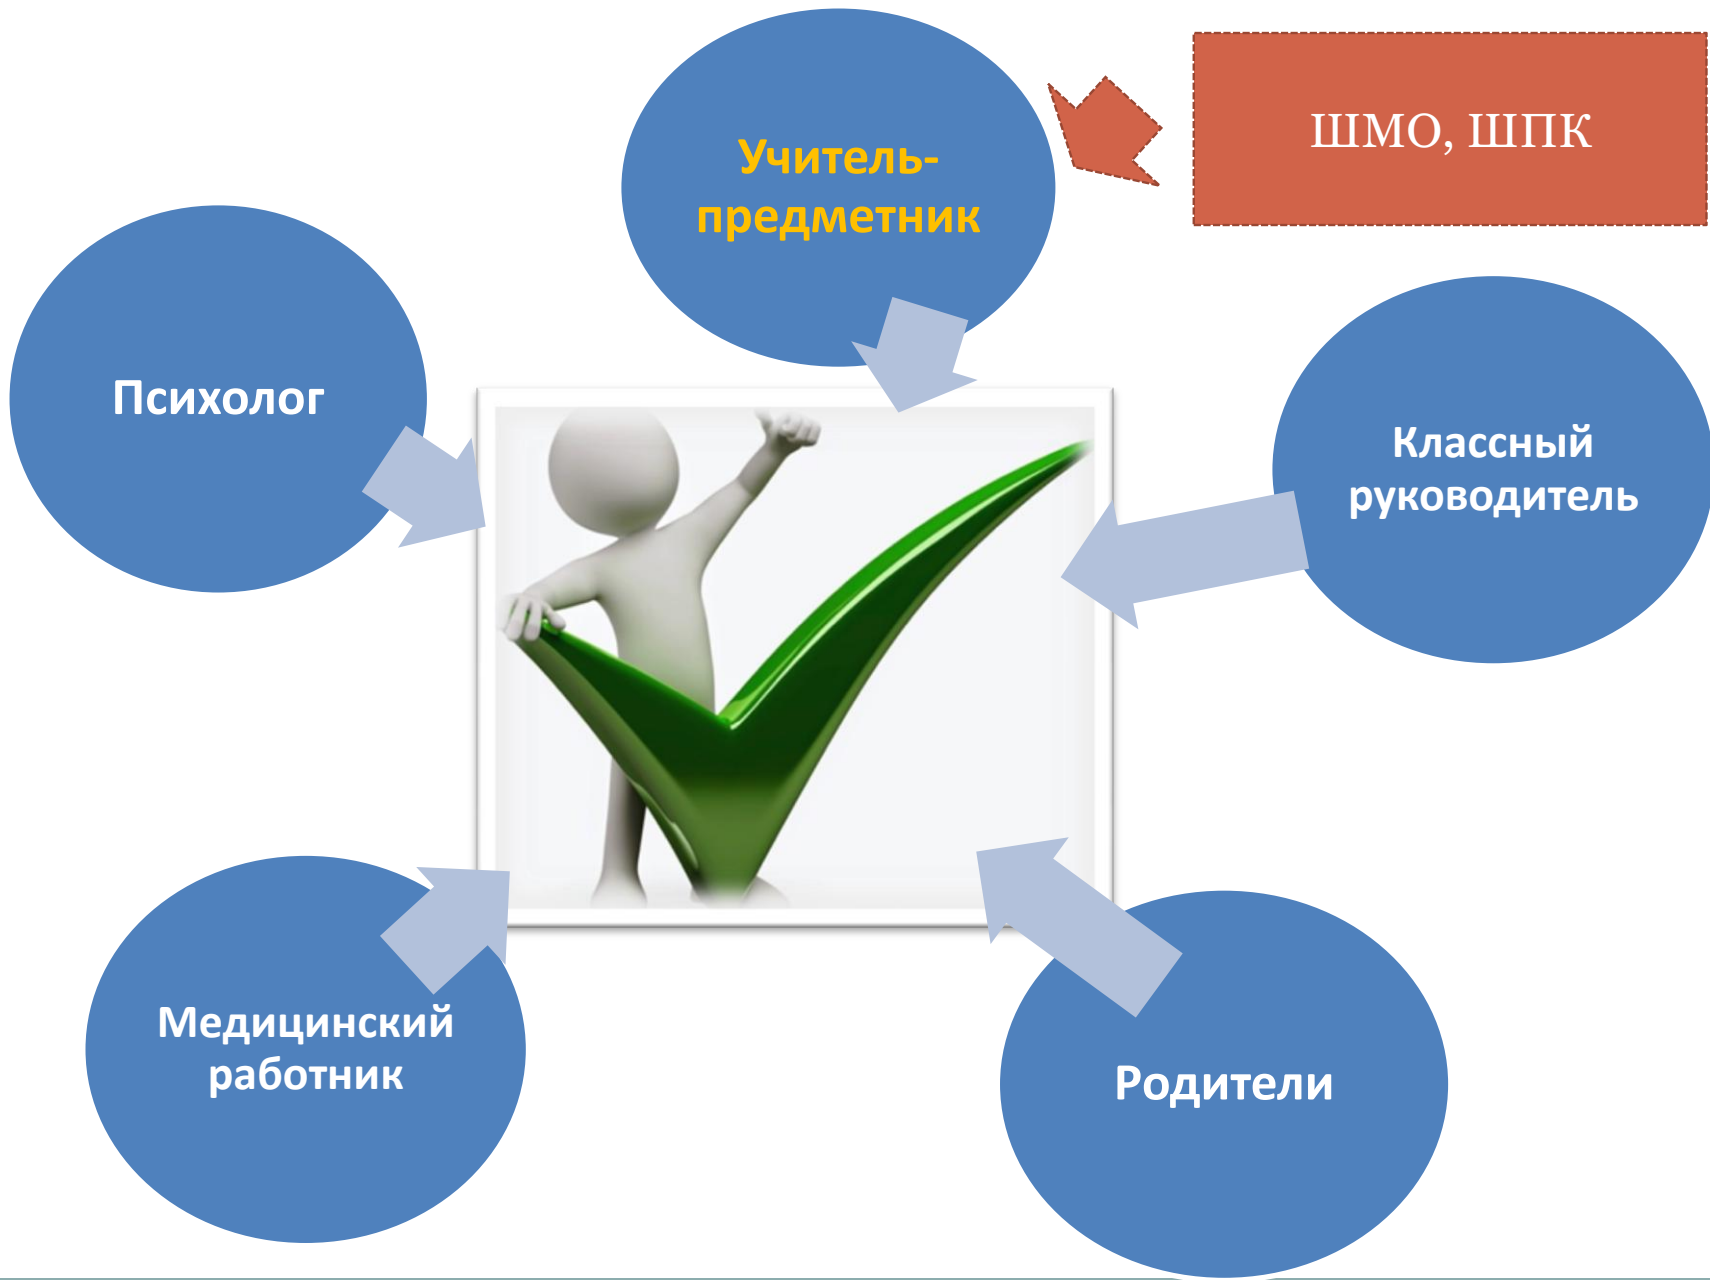 Учитель-
предметник
ШМО, ШПК
Психолог
Классный
руководитель
Медицинский
работник
Родители